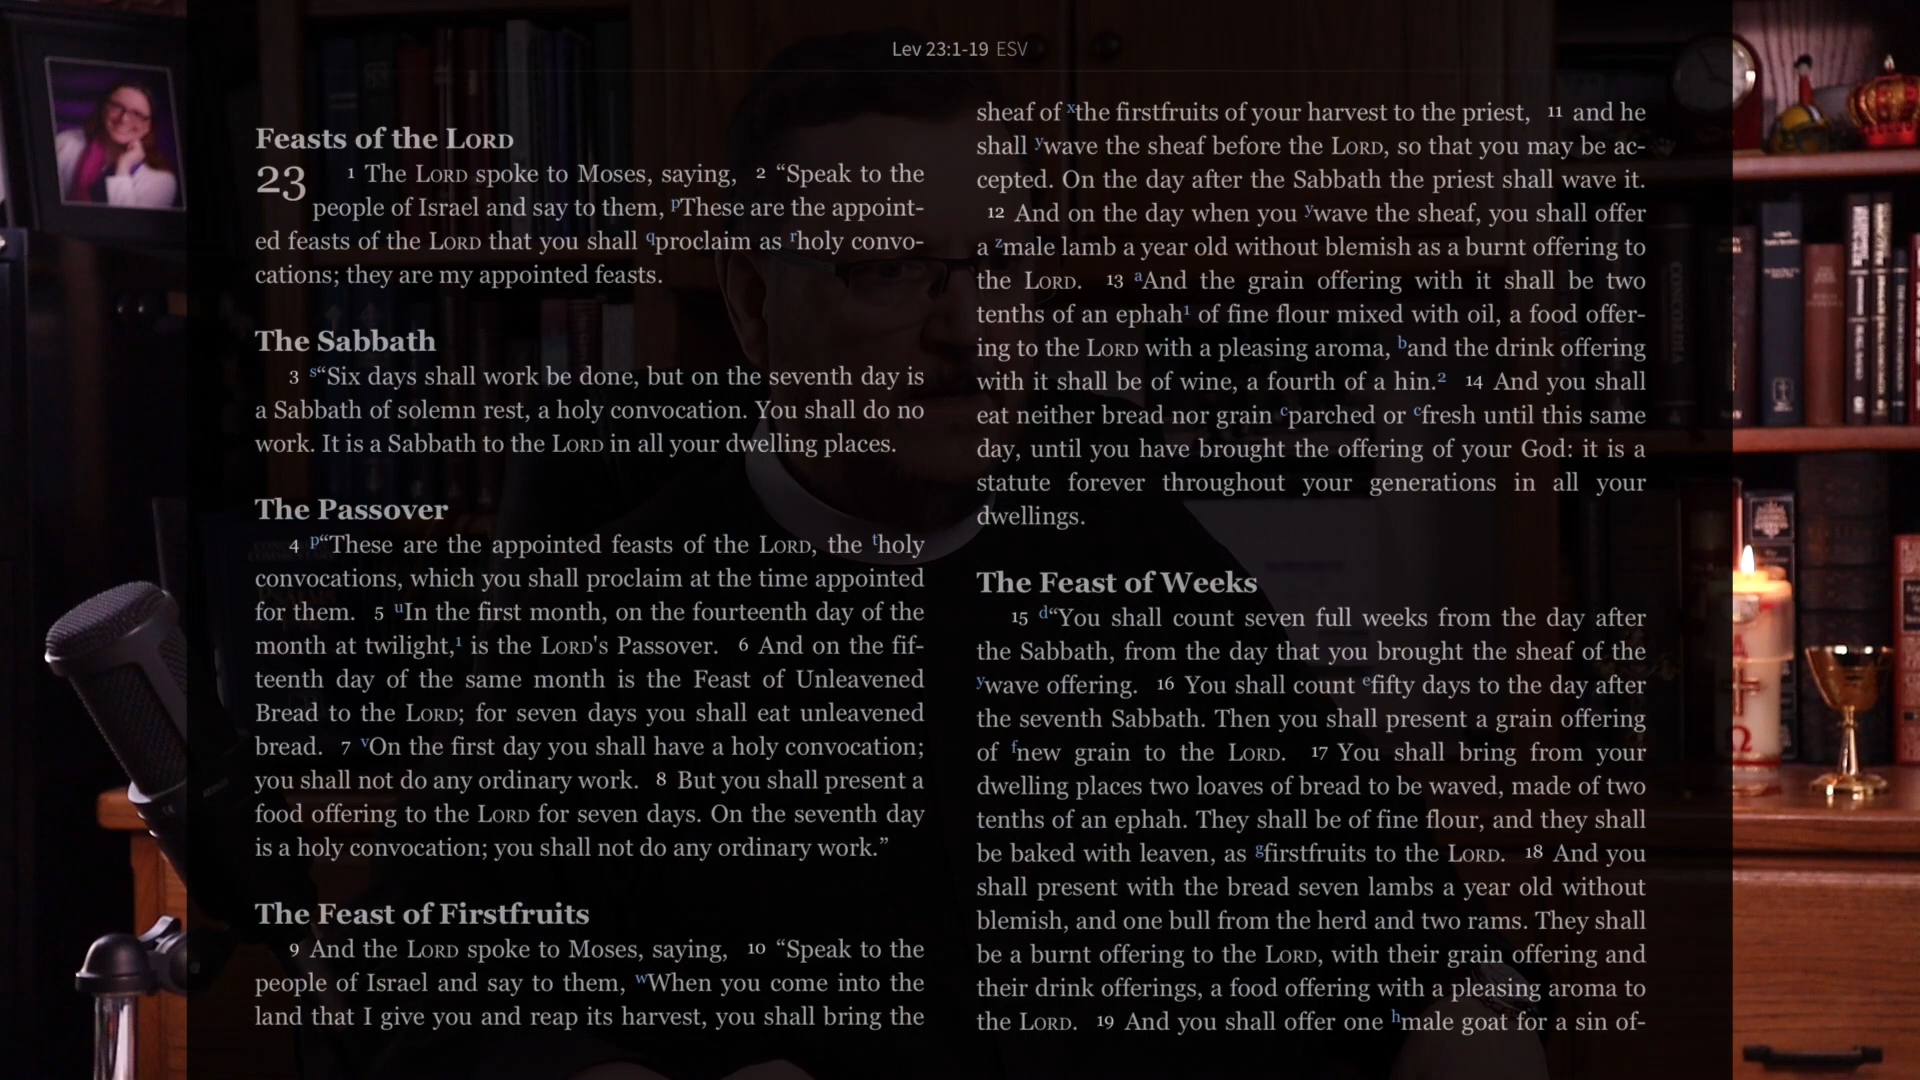 Lev 23:1-19 ESV
Feasts of the LORD
23 1 The LORD spoke to Moses, saying, 2 “Speak to the
people of Israel and say to them, pThese are the appoint-
ed feasts of the LORD that you shall qproclaim as rholy convo-
cations; they are my appointed feasts.
The Sabbath
3 s“Six days shall work be done, but on the seventh day is
a Sabbath of solemn rest, a holy convocation. You shall do no
work. It is a Sabbath to the LORD in all your dwelling places.
The Passover
4 p“These are the appointed feasts of the LORD, the tholy
convocations, which you shall proclaim at the time appointed
for them. 5 uIn the first month, on the fourteenth day of the
month at twilight,1 is the LORD's Passover. 6 And on the fif-
teenth day of the same month is the Feast of Unleavened
Bread to the LORD; for seven days you shall eat unleavened
bread. 7 vOn the first day you shall have a holy convocation;
you shall not do any ordinary work. 8 But you shall present a
food offering to the LORD for seven days. On the seventh day
is a holy convocation; you shall not do any ordinary work.”
The Feast of Firstfruits
9 And the LORD spoke to Moses, saying, 10 “Speak to the
people of Israel and say to them, wWhen you come into the
land that I give you and reap its harvest, you shall bring the
sheaf of xthe firstfruits of your harvest to the priest, 11 and he
shall ywave the sheaf before the LORD, so that you may be ac-
cepted. On the day after the Sabbath the priest shall wave it.
12 And on the day when you ywave the sheaf, you shall offer
a zmale lamb a year old without blemish as a burnt offering to
the LORD. 13 aAnd the grain offering with it shall be two
tenths of an ephah1 of fine flour mixed with oil, a food offer-
ing to the LORD with a pleasing aroma, band the drink offering
with it shall be of wine, a fourth of a hin.2 14 And you shall
eat neither bread nor grain cparched or cfresh until this same
day, until you have brought the offering of your God: it is a
statute forever throughout your generations in all your
dwellings.
The Feast of Weeks
15 d“You shall count seven full weeks from the day after
the Sabbath, from the day that you brought the sheaf of the
ywave offering. 16 You shall count efifty days to the day after
the seventh Sabbath. Then you shall present a grain offering
of fnew grain to the LORD. 17 You shall bring from your
dwelling places two loaves of bread to be waved, made of two
tenths of an ephah. They shall be of fine flour, and they shall
be baked with leaven, as gfirstfruits to the LORD. 18 And you
shall present with the bread seven lambs a year old without
blemish, and one bull from the herd and two rams. They shall
be a burnt offering to the LORD, with their grain offering and
their drink offerings, a food offering with a pleasing aroma to
the LORD. 19 And you shall offer one hmale goat for a sin of-
CONCORDIA